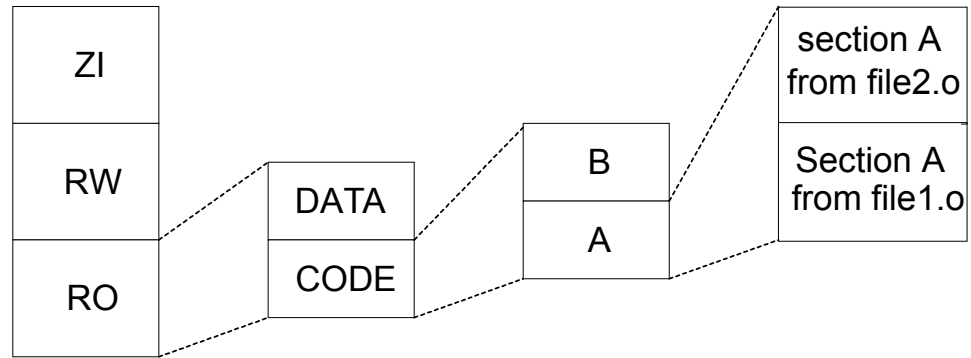 ZI
RW
RO
DATA
CODE
B
A
section A
from file2.o
Section A
from file1.o